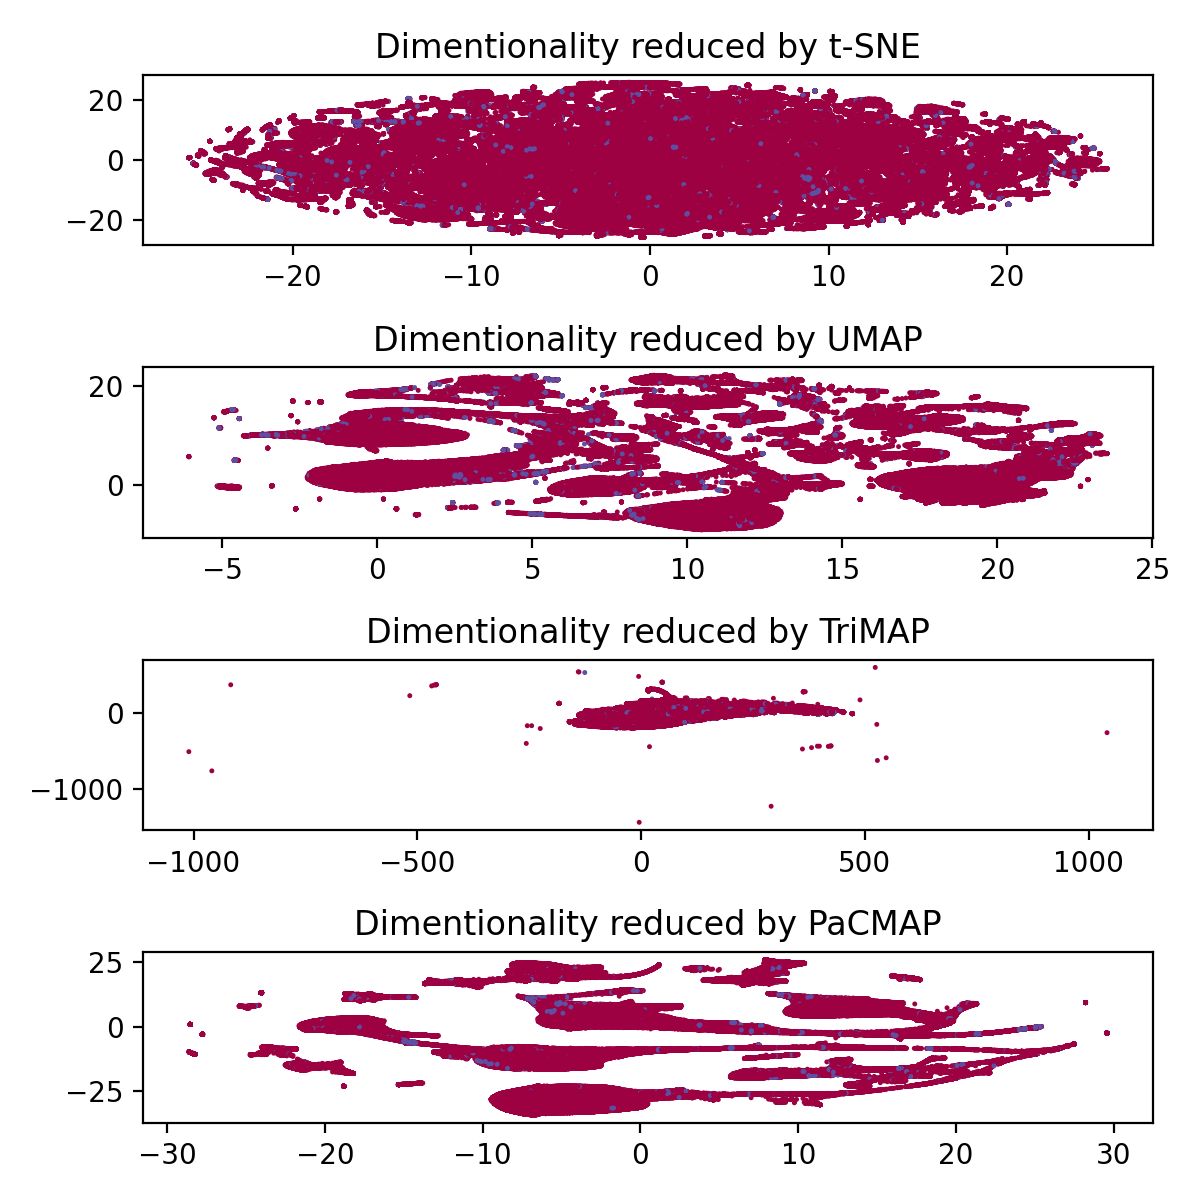 Dimentionality reduced by t-SNE
20
0
−20
−20 −10 0 10 20
Dimentionality reduced by UMAP
20
0
−5 0 5 10 15 20 25
Dimentionality reduced by TriMAP
0
−1000
−1000 −500 0 500 1000
Dimentionality reduced by PaCMAP
25
0
−25
−30 −20 −10 0 10 20 30